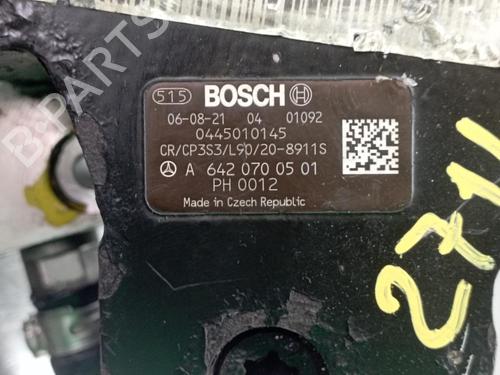 B-PARTS
515 BOSCH
06-08-21 04 01092
0445010145
CR/CP3S3/L90/20-8911S
A 642 070 05 01
PH 0012
Made in Czech Republic
2711